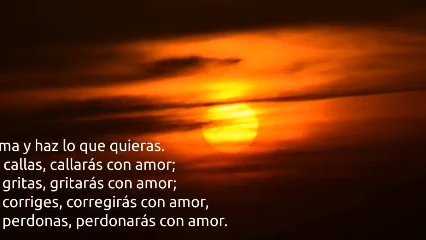 ma y haz lo que quieras.
callas, callarás con amor;
gritas, gritarás con amor;
corriges, corregirás con amor,
perdonas, perdonarás con amor.